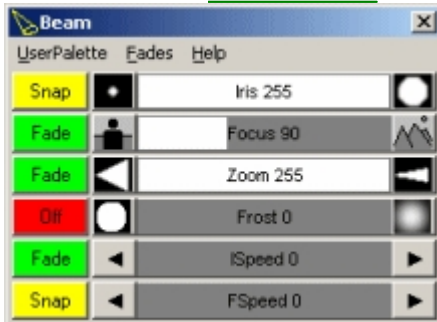 Beam
UserPalette Fades Help
Snap Iris 255
Fade Focus 90
Fade Zoom 255
Off Frost 0
Fade ISpeed 0
Snap FSpeed 0